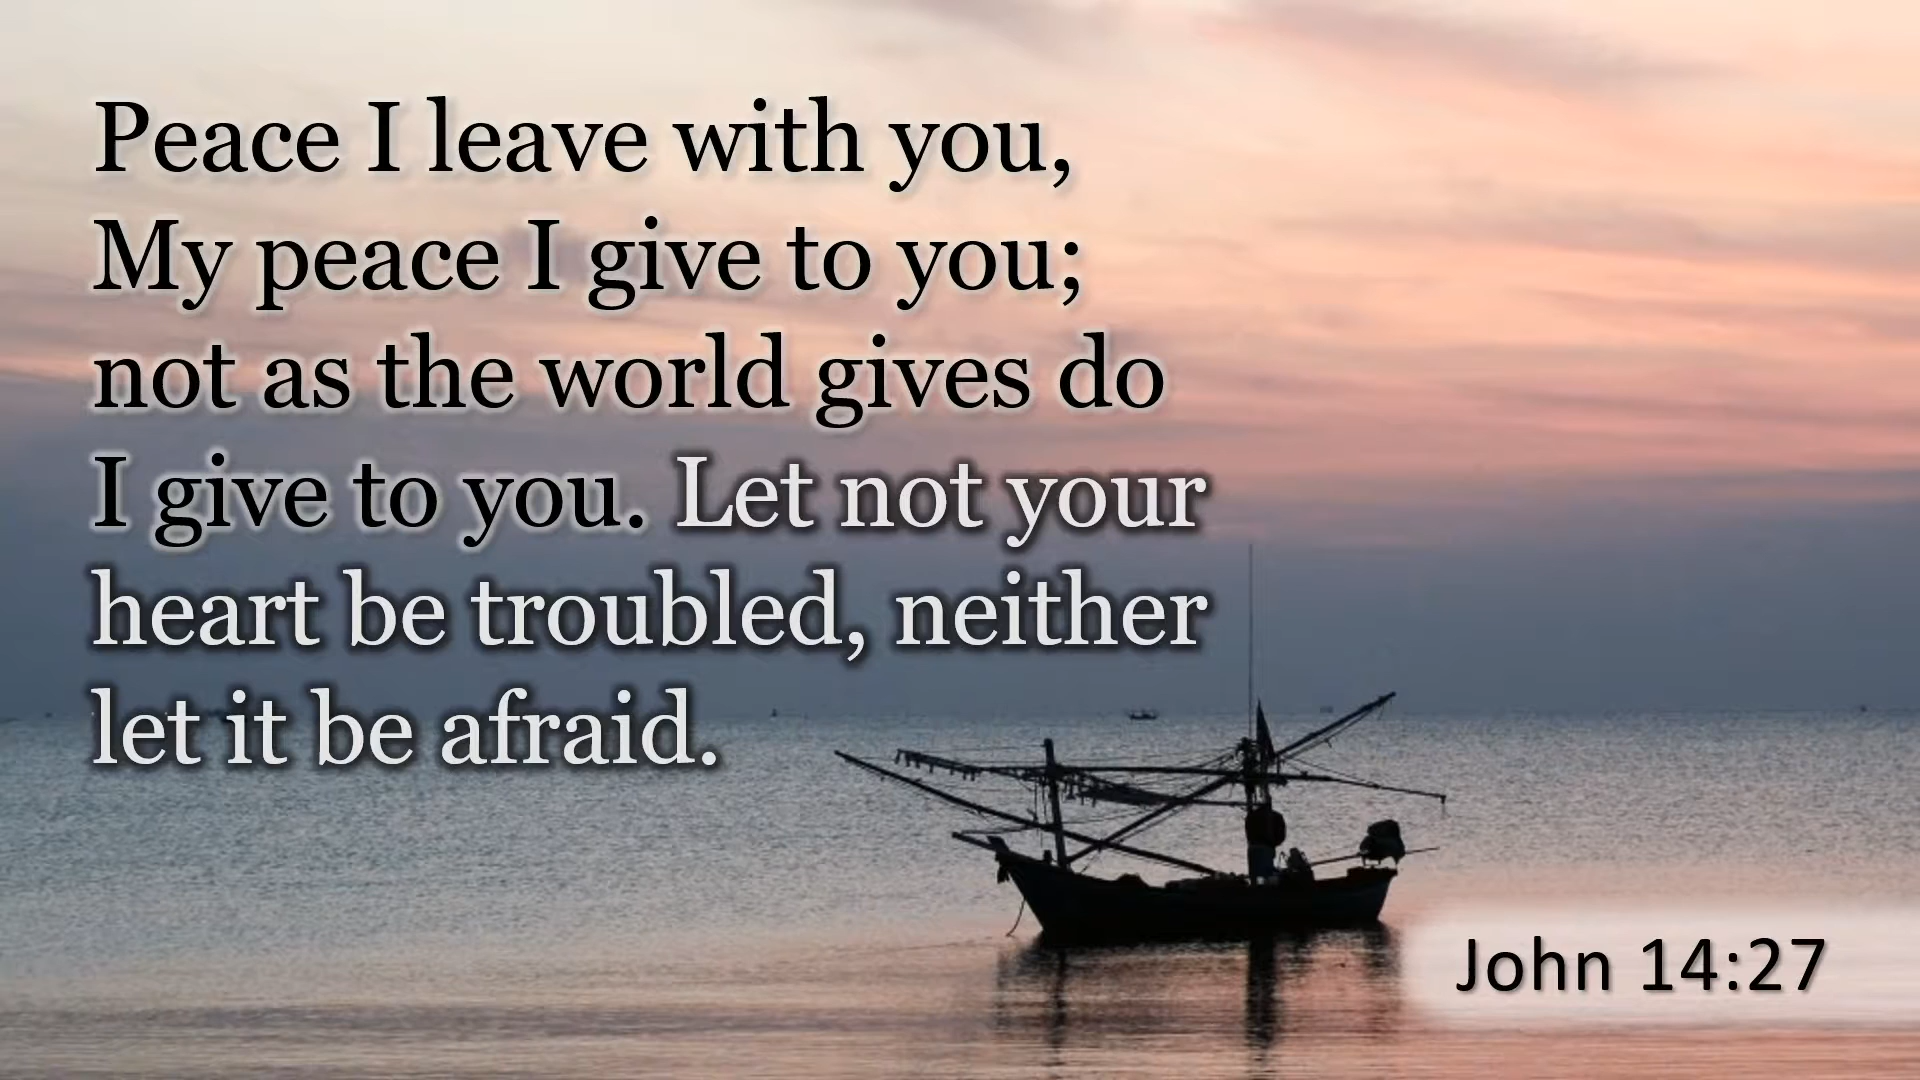 Peace I leave with you,
My peace I give to you;
not as the world gives do
I give to you. Let not your
heart be troubled, neither
let it be afraid.
John 14:27